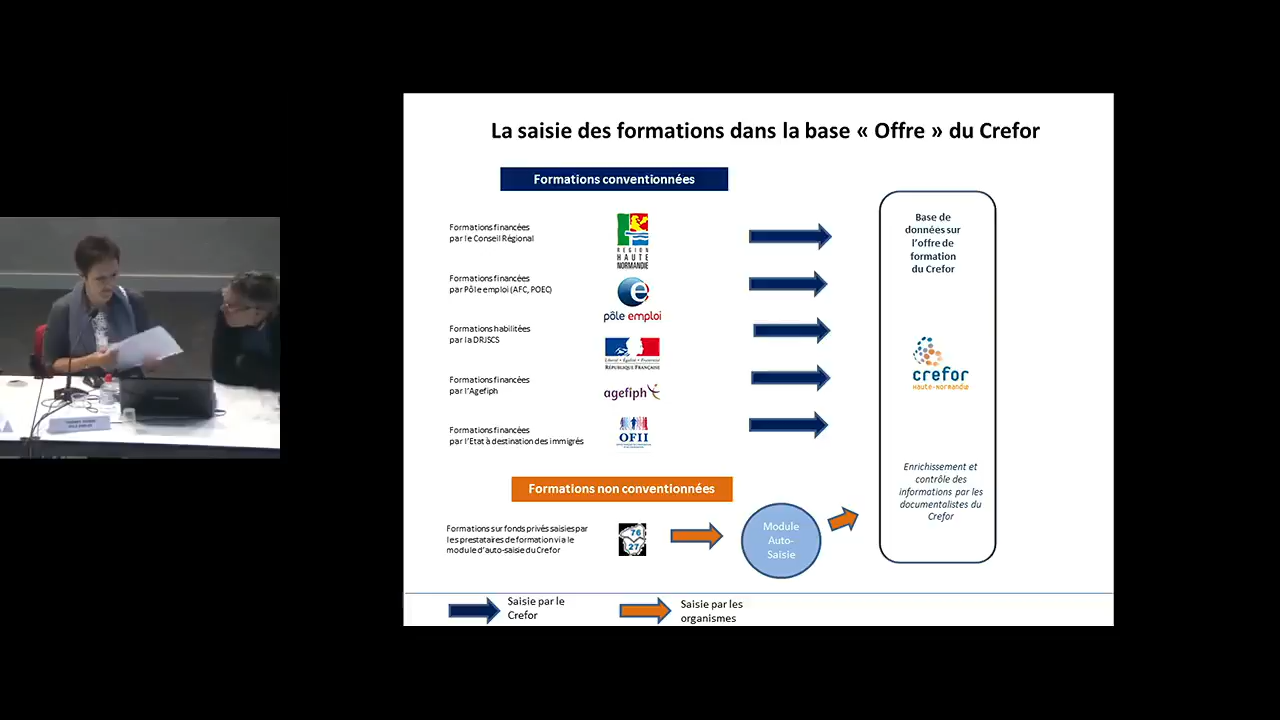 La saisie des formations dans la base « Offre » du Crefor
Formations conventionnées
Formations financées
par le Conseil Régional
REGION
HAUTE
NORMANDIE
Formations financées
par Pôle emploi (AFC, POEC)
pôle emploi
Formations habilitées
par la DRJSCS
Liberté • Égalité • Fraternité
RÉPUBLIQUE FRANÇAISE
Formations financées
par l'Agefiph
agefiph
Formations financées
par l'Etat à destination des immigrés
OFII
Base de
données sur
l'offre de
formation
du Crefor
crefor
HAUTE-NORMANDIE
Enrichissement et
contrôle des
informations par les
documentalistes du
Crefor
Formations non conventionnées
Formations sur fonds privés saisies par
les prestataires de formation via le
module d'auto-saisie du Crefor
76
27
Module
Auto-
Saisie
Saisie par le
Crefor
Saisie par les
organismes